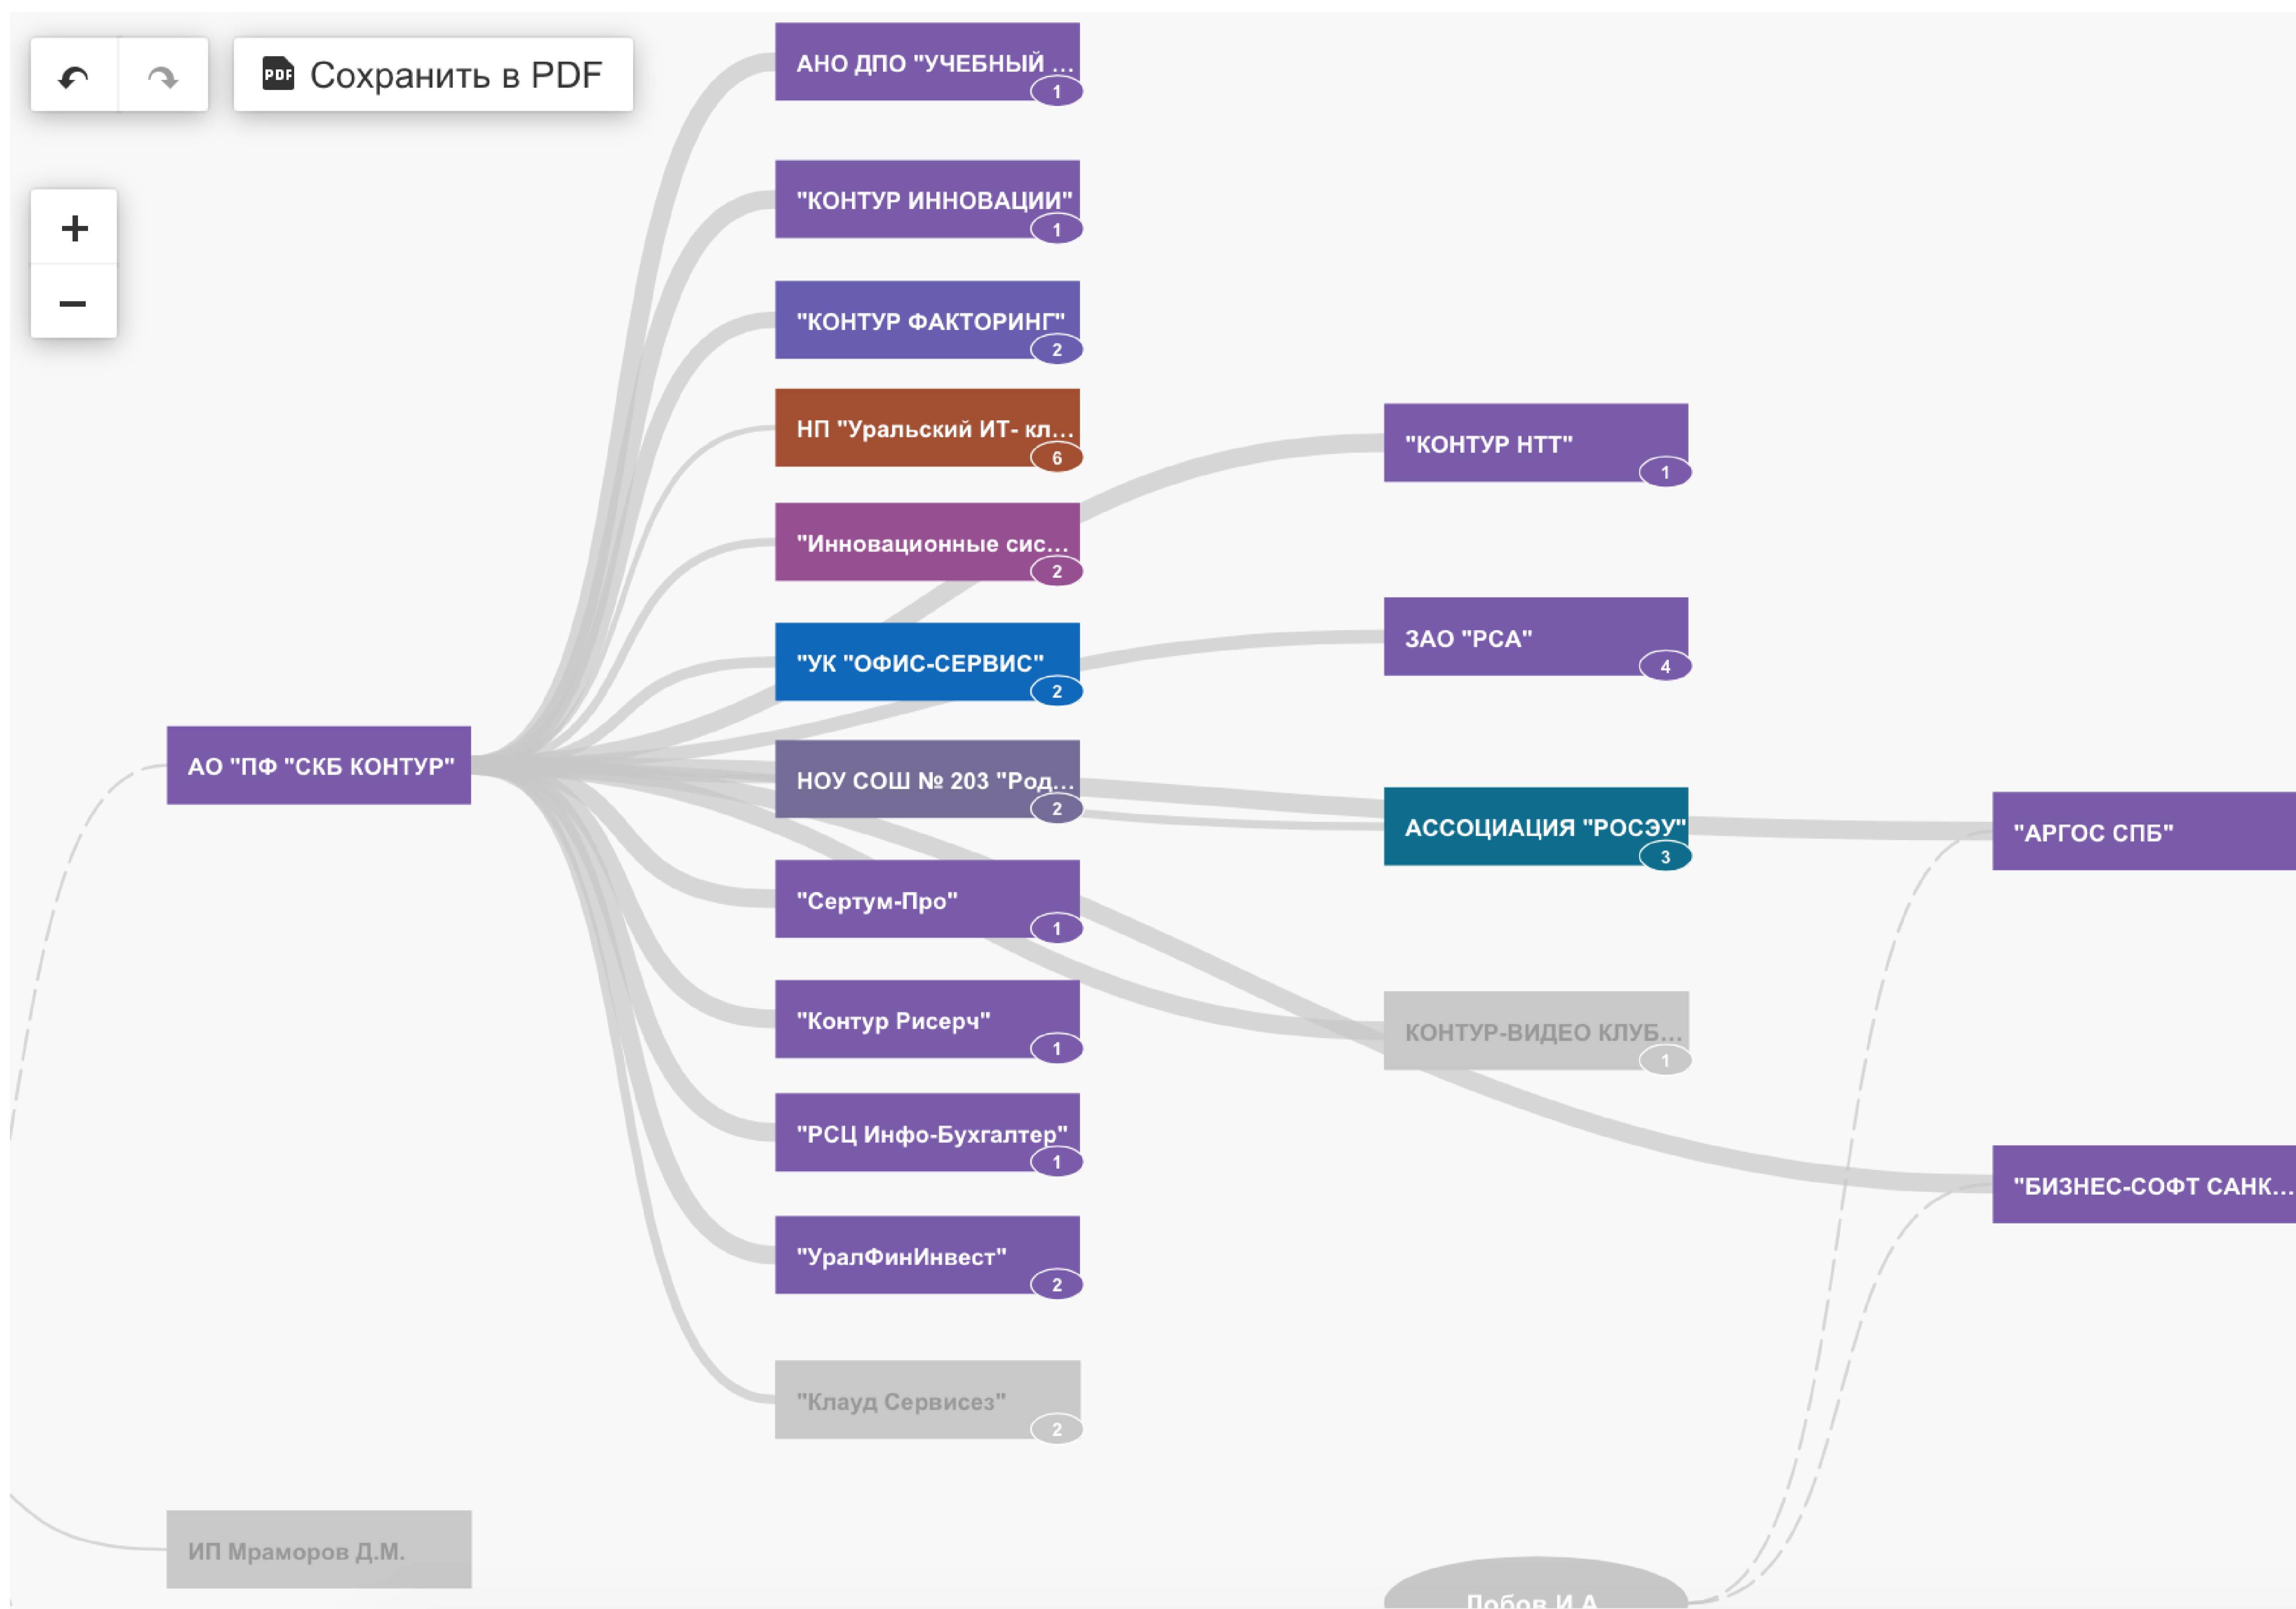 Сохранить в PDF
АНО ДПО "УЧЕБНЫЙ ...
1
"КОНТУР ИННОВАЦИИ"
1
"КОНТУР ФАКТОРИНГ"
2
НП "Уральский ИТ- кл...
6
"КОНТУР НТТ"
1
"Инновационные сис...
2
"УК "ОФИС-СЕРВИС"
2
ЗАО "РСА"
4
АО "ПФ "СКБ КОНТУР"
НОУ СОШ № 203 "Род...
2
АССОЦИАЦИЯ "РОСЭУ"
3
"АРГОС СПБ"
"Сертум-Про"
1
"Контур Рисерч"
1
КОНТУР-ВИДЕО КЛУБ...
1
"РСЦ Инфо-Бухгалтер"
1
"БИЗНЕС-СОФТ САНК...
"УралФинИнвест"
2
"Клауд Сервисез"
2
ИП Мраморов Д.М.
И.А.